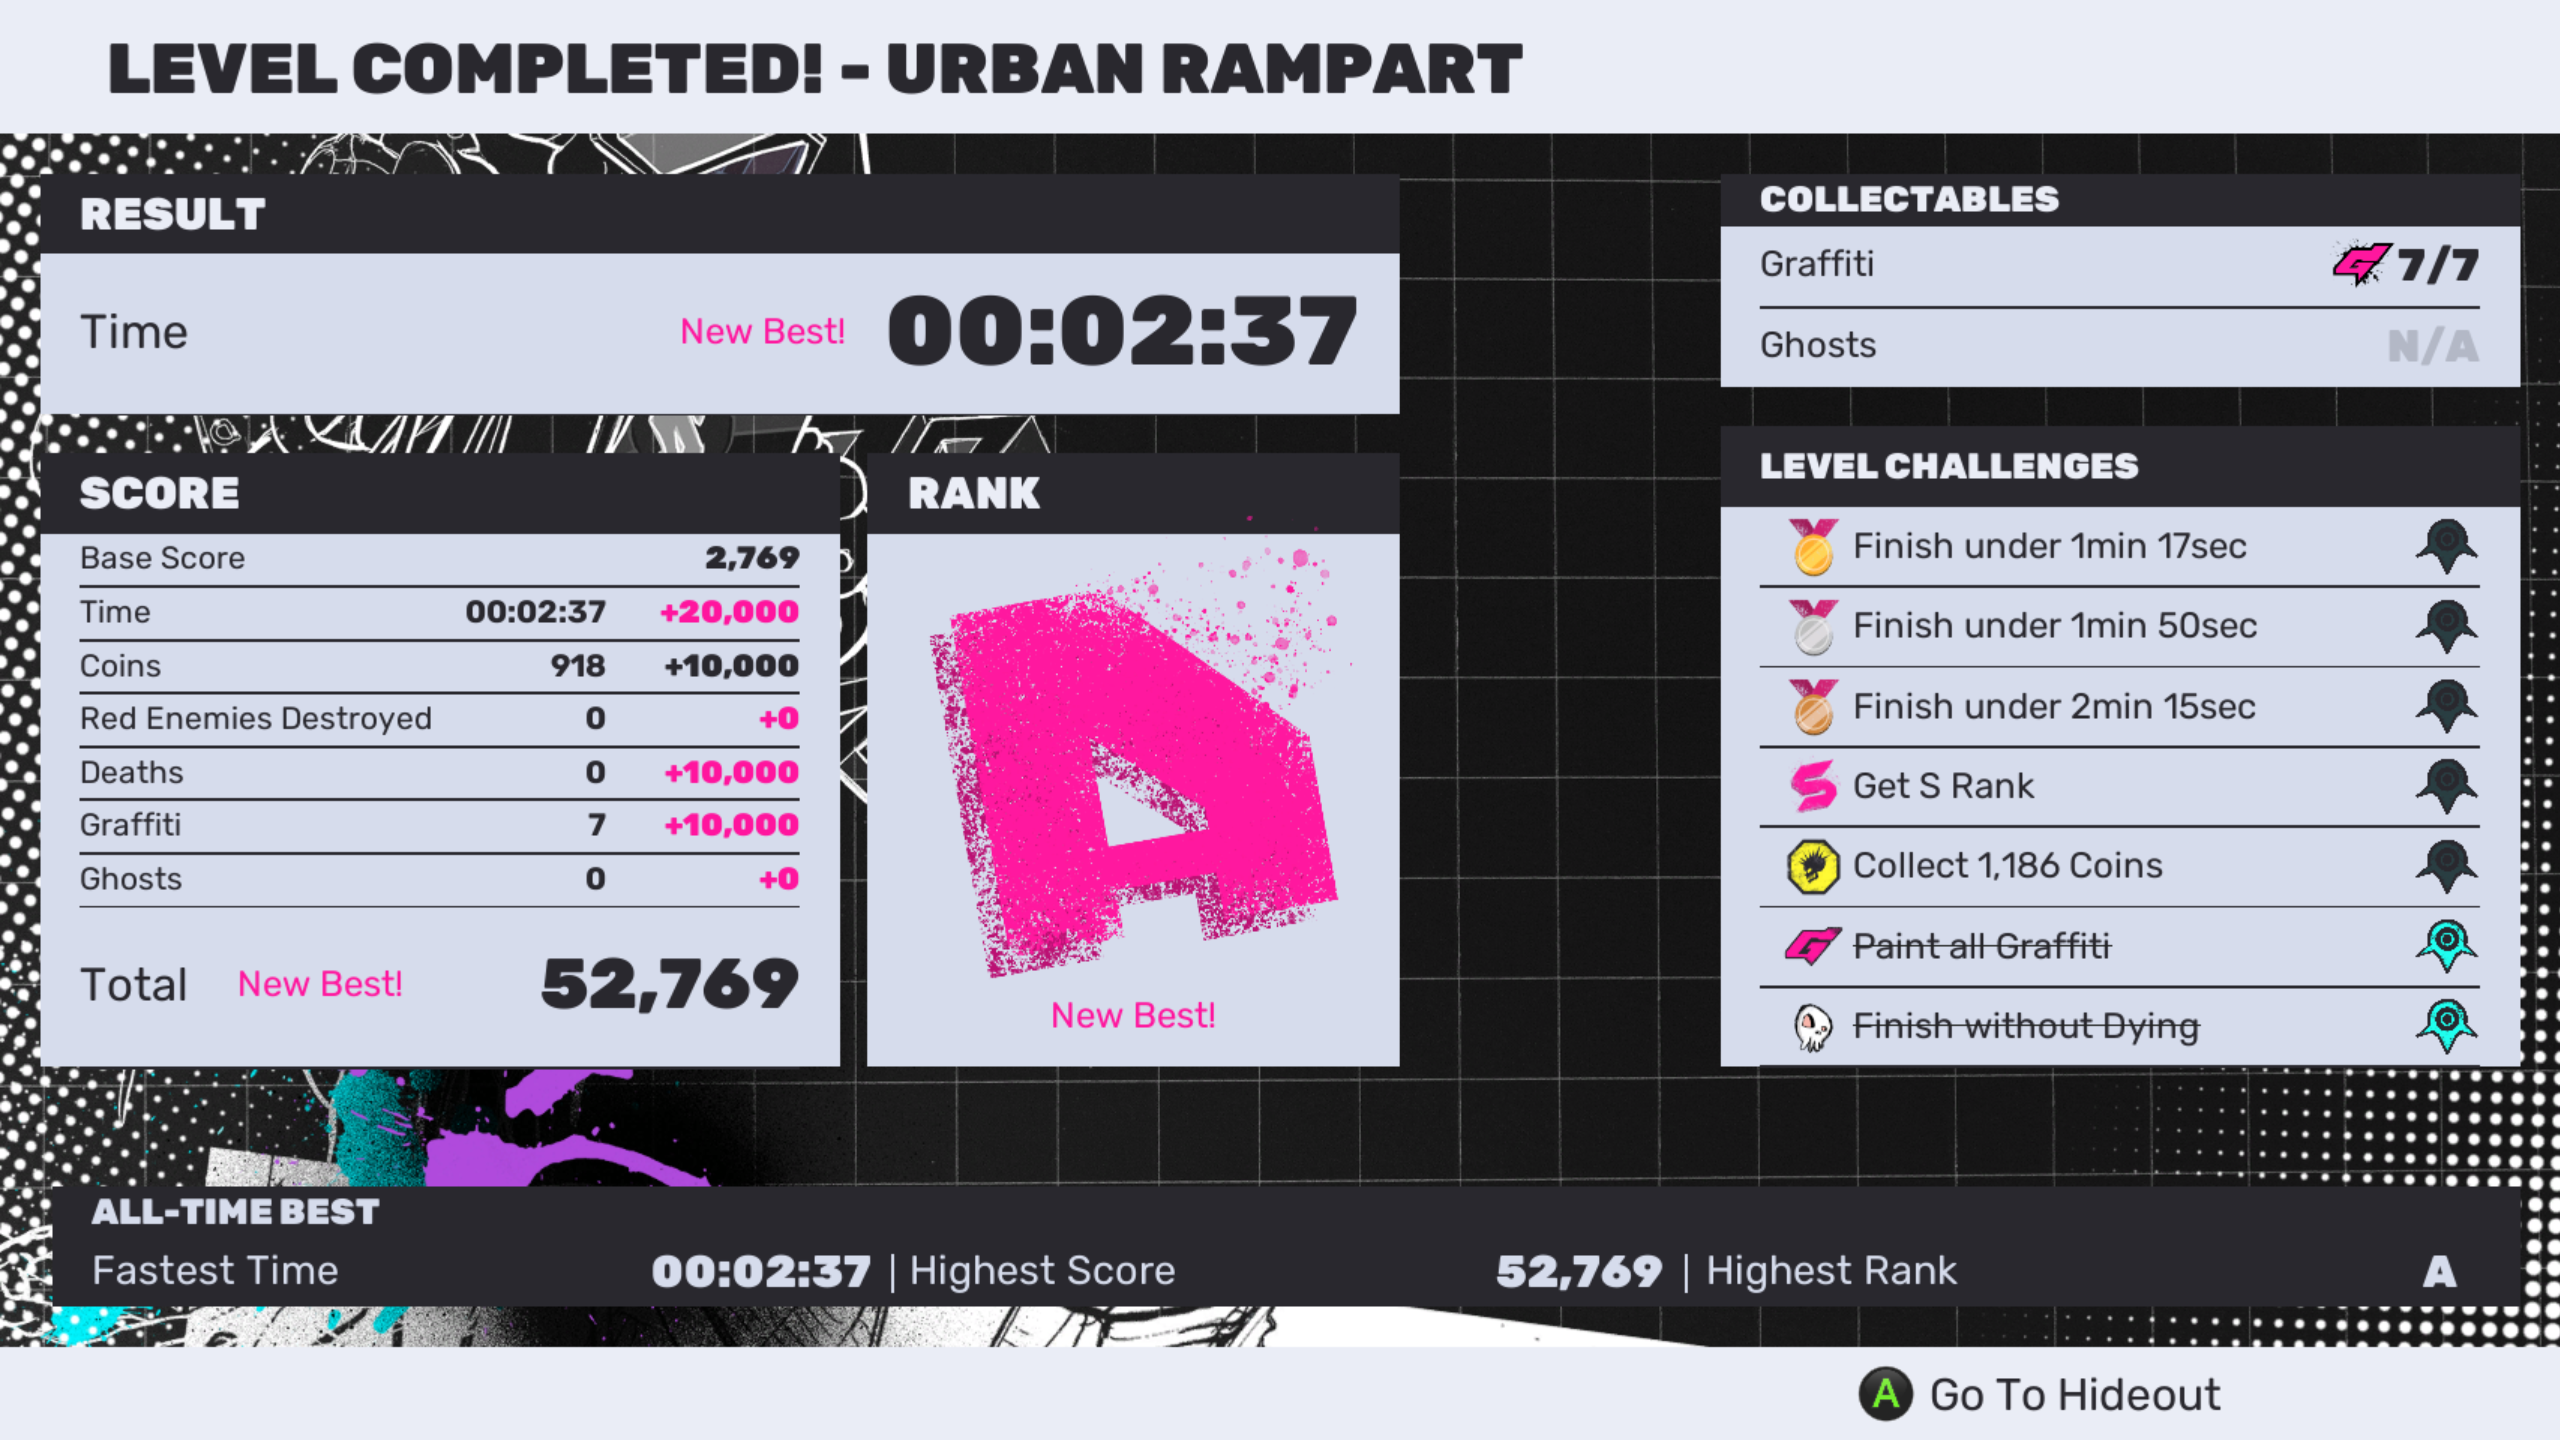 LEVEL COMPLETED! - URBAN RAMPART
RESULT
Time New Best! 00:02:37
SCORE
Base Score 2,769
Time 00:02:37 +20,000
Coins 918 +10,000
Red Enemies Destroyed 0 +0
Deaths 0 +10,000
Graffiti 7 +10,000
Ghosts 0 +0
Total New Best! 52,769
RANK
A
New Best!
COLLECTABLES
Graffiti G 7/7
Ghosts N/A
LEVEL CHALLENGES
Finish under 1min 17sec
Finish under 1min 50sec
Finish under 2min 15sec
S Get S Rank
Collect 1,186 Coins
G Paint all Graffiti
Finish without Dying
ALL-TIME BEST
Fastest Time 00:02:37 | Highest Score 52,769 | Highest Rank A
A Go To Hideout